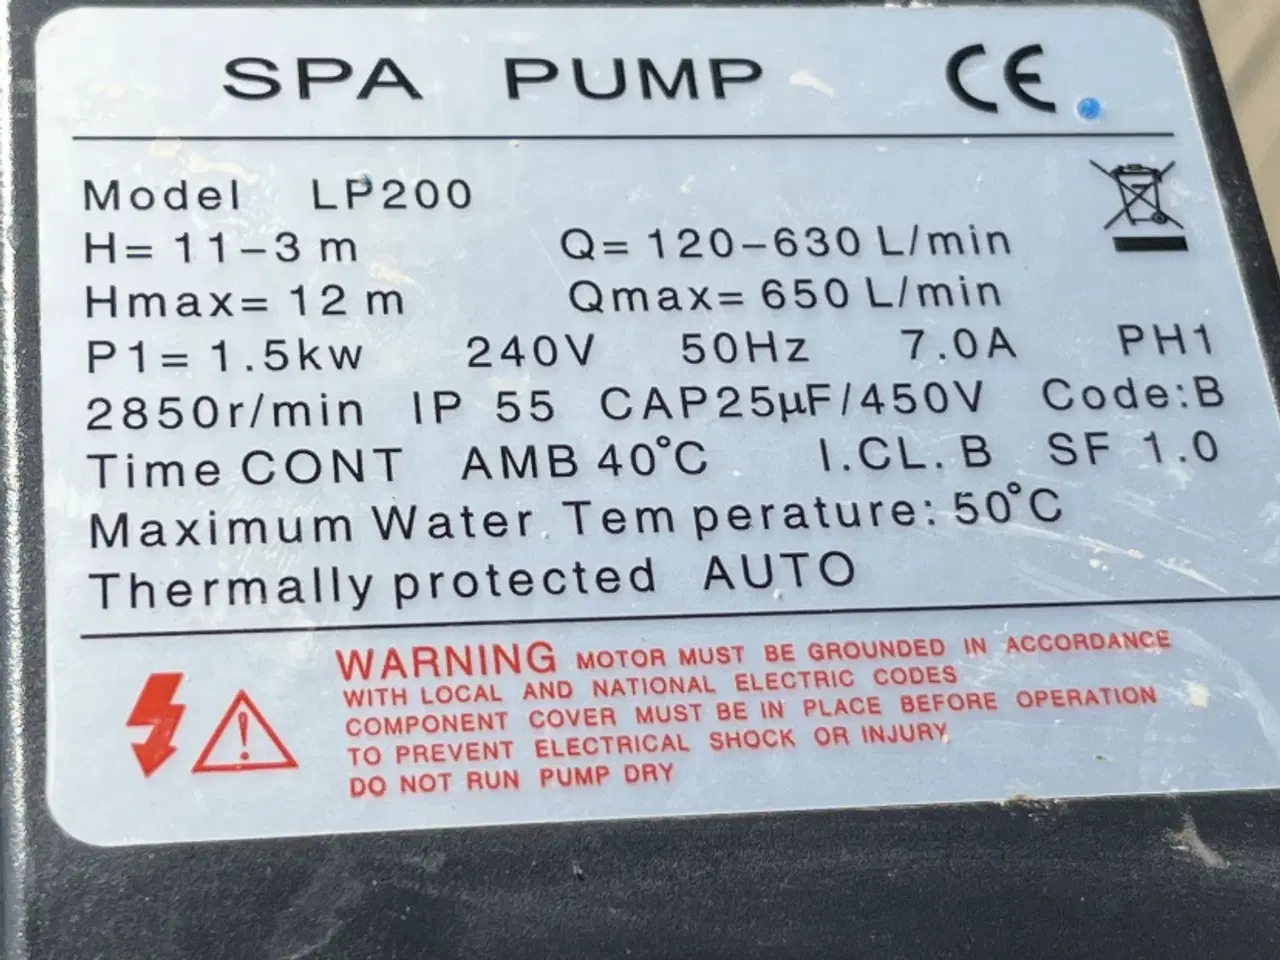 SPA PUMP CE
Model LP200
H= 11-3 m Q= 120-630 L/min
Hmax= 12 m Qmax= 650 L/min
P1= 1.5kw 240V 50Hz 7.0A PH1
2850r/min IP 55 CAP25µF/450V Code:B
Time CONT AMB 40°C I.CL.B SF 1.0
Maximum Water Temperature: 50°C
Thermally protected AUTO
WARNING MOTOR MUST BE GROUNDED IN ACCORDANCE
WITH LOCAL AND NATIONAL ELECTRIC CODES
COMPONENT COVER MUST BE IN PLACE BEFORE OPERATION
TO PREVENT ELECTRICAL SHOCK OR INJURY
DO NOT RUN PUMP DRY